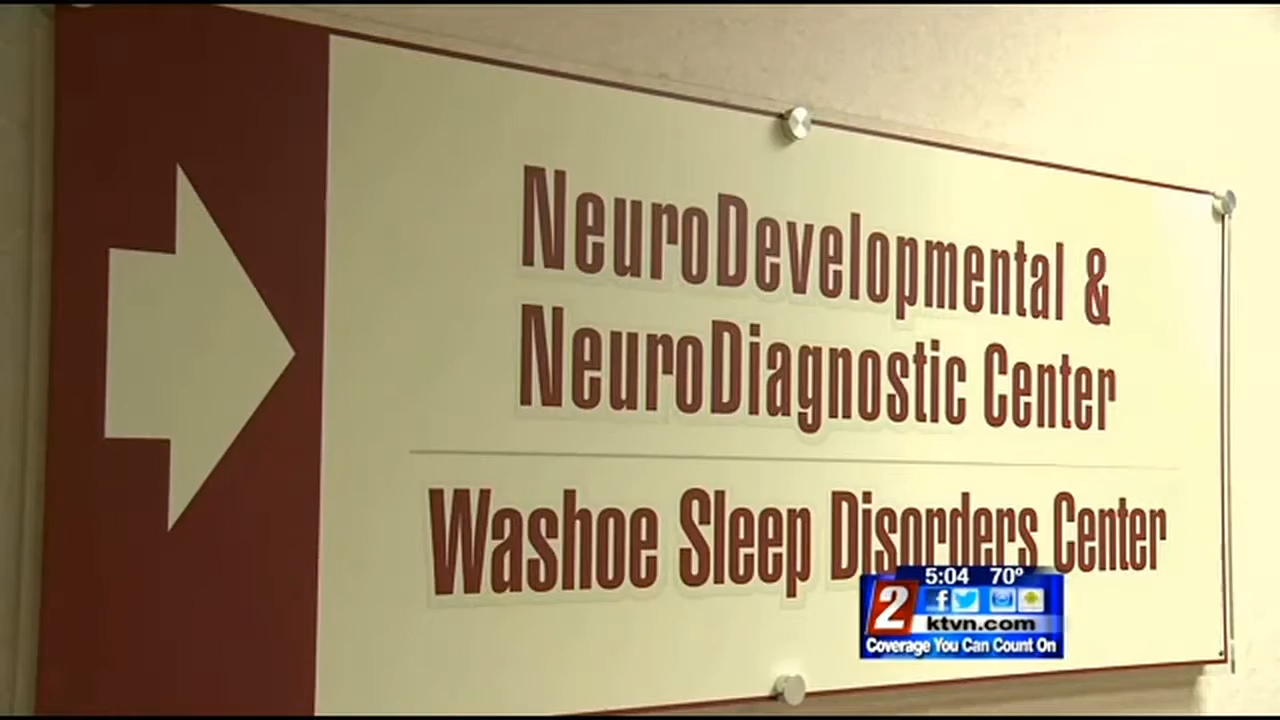 NeuroDevelopmental &
NeuroDiagnostic Center
Washoe Sleep Disorders Center
5:04 70°
2
f
ktvn.com
Coverage You Can Count On